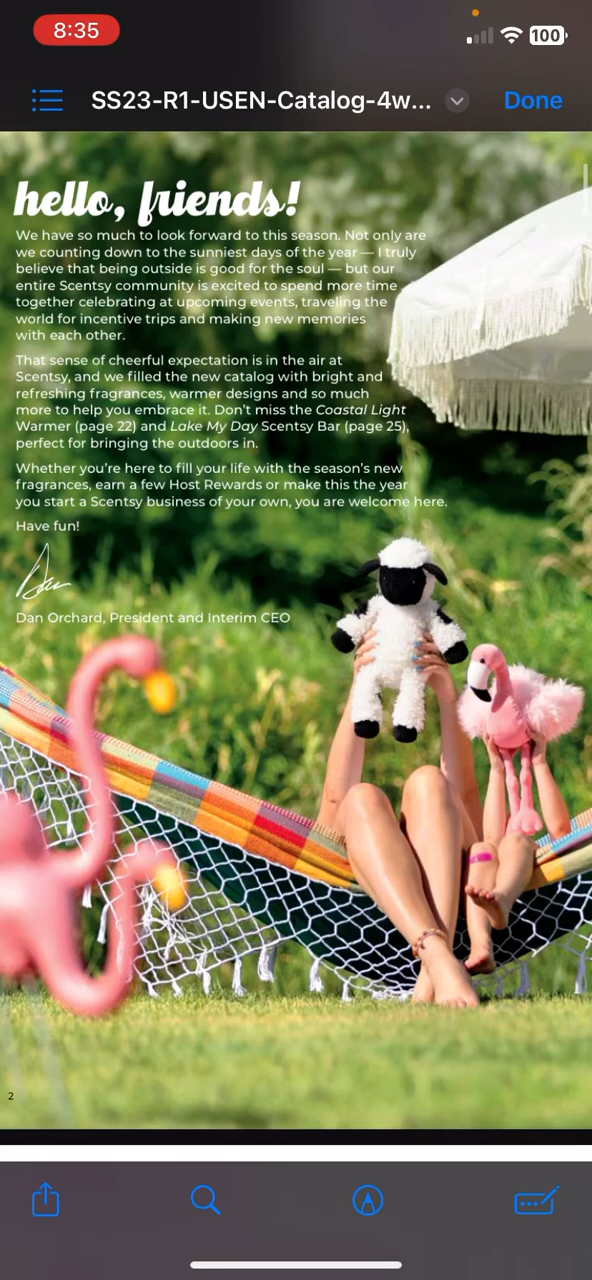 8:35
100
SS23-R1-USEN-Catalog-4w...
Done
hello, friends!
We have so much to look forward to this season. Not only are
we counting down to the sunniest days of the year — I truly
believe that being outside is good for the soul — but our
entire Scentsy community is excited to spend more time
together celebrating at upcoming events, traveling the
world for incentive trips and making new memories
with each other.
That sense of cheerful expectation is in the air at
Scentsy, and we filled the new catalog with bright and
refreshing fragrances, warmer designs and so much
more to help you embrace it. Don’t miss the Coastal Light
Warmer (page 22) and Lake My Day Scentsy Bar (page 25),
perfect for bringing the outdoors in.
Whether you’re here to fill your life with the season’s new
fragrances, earn a few Host Rewards or make this the year
you start a Scentsy business of your own, you are welcome here.
Have fun!
Dan Orchard, President and Interim CEO
2